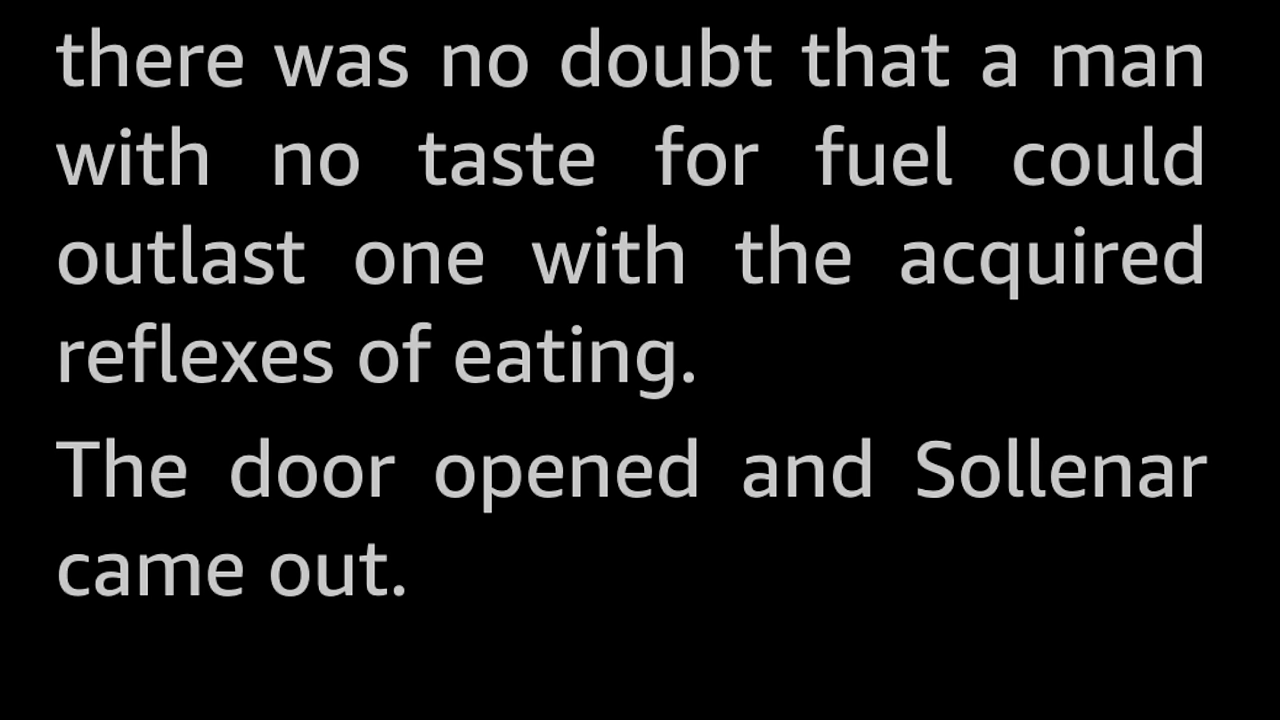 there was no doubt that a man
with no taste for fuel could
outlast one with the acquired
reflexes of eating.
The door opened and Sollenar
came out.